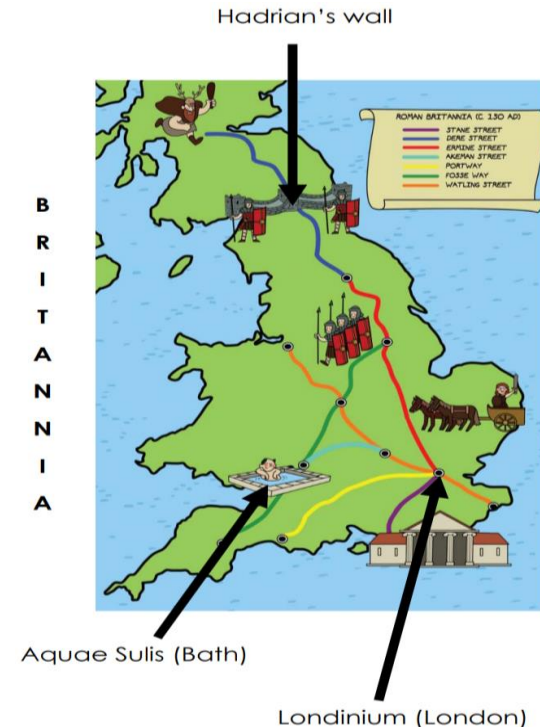 Hadrian's wall
ROMAN BRITANNIA (C. 130 AD)
STANE STREET
DERE STREET
ERMINE STREET
AKEMAN STREET
PORTWAY
FOSSE WAY
WATLING STREET
B
R
I
T
A
N
N
I
A
Aquae Sulis (Bath)
Londinium (London)